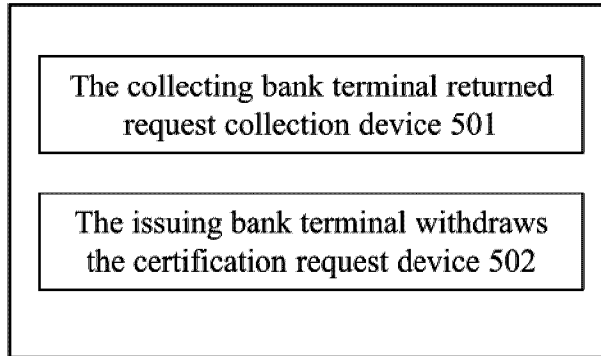 The collecting bank terminal returned
request collection device 501
The issuing bank terminal withdraws
the certification request device 502